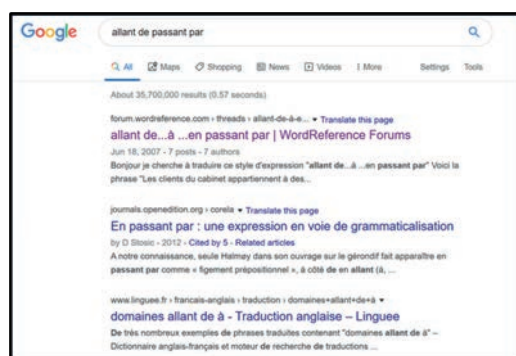 Google
allant de passant par
All Maps Shopping News Videos More Settings Tools
About 35,700,000 results (0.57 seconds)
forum.wordreference.com › threads › allant-de-à-e... ▾ Translate this page
allant de...à ...en passant par | WordReference Forums
Jun 18, 2007 - 7 posts - 7 authors
Bonjour je cherche à traduire ce style d'expression "allant de..à ...en passant par" Voici la
phrase "Les clients du cabinet appartiennent à des...
journals.openedition.org › corela ▾ Translate this page
En passant par : une expression en voie de grammaticalisation
by D Stosic - 2012 - Cited by 5 - Related articles
A notre connaissance, seule Halmøy dans son ouvrage sur le gérondif fait apparaître en
passant par comme « figement prépositionnel », à côté de en allant (à, ...
www.linguee.fr › francais-anglais › traduction › domaines+allant+de+à ▾
domaines allant de à - Traduction anglaise – Linguee
De très nombreux exemples de phrases traduites contenant "domaines allant de à" –
Dictionnaire anglais-français et moteur de recherche de traductions ...